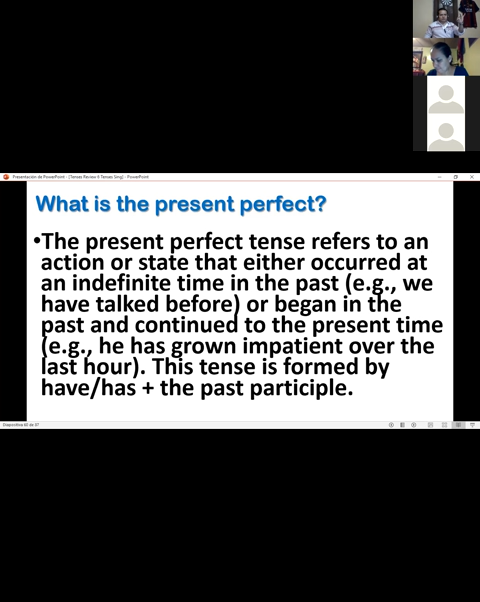 Presentación de PowerPoint - [Tenses Review 9 Tenses Sing] - PowerPoint
What is the present perfect?
•The present perfect tense refers to an
action or state that either occurred at
an indefinite time in the past (e.g., we
have talked before) or began in the
past and continued to the present time
(e.g., he has grown impatient over the
last hour). This tense is formed by
have/has + the past participle.